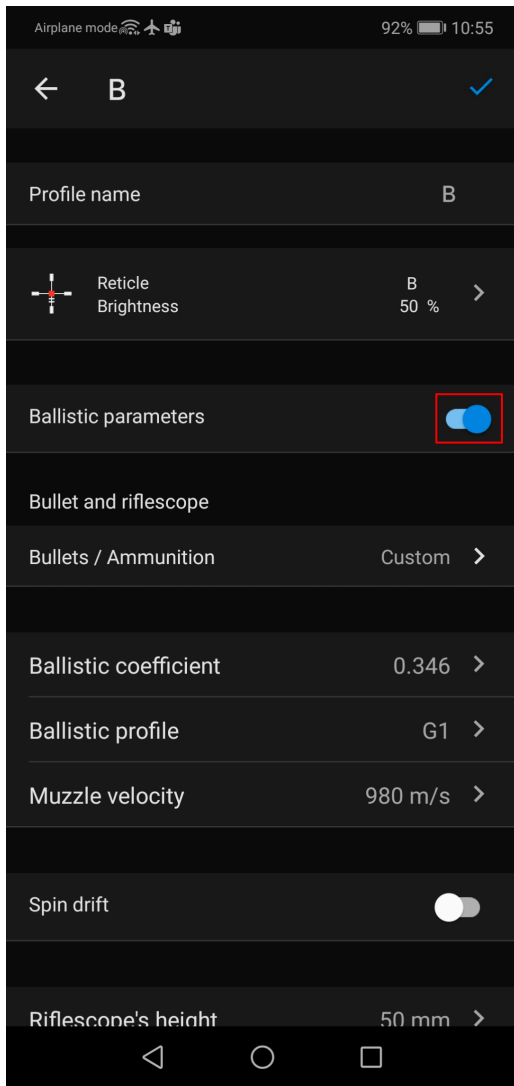 Airplane mode 92% 10:55
B
Profile name B
Reticle B
Brightness 50 %
Ballistic parameters
Bullet and riflescope
Bullets / Ammunition Custom
Ballistic coefficient 0.346
Ballistic profile G1
Muzzle velocity 980 m/s
Spin drift
Riflescope's height 50 mm